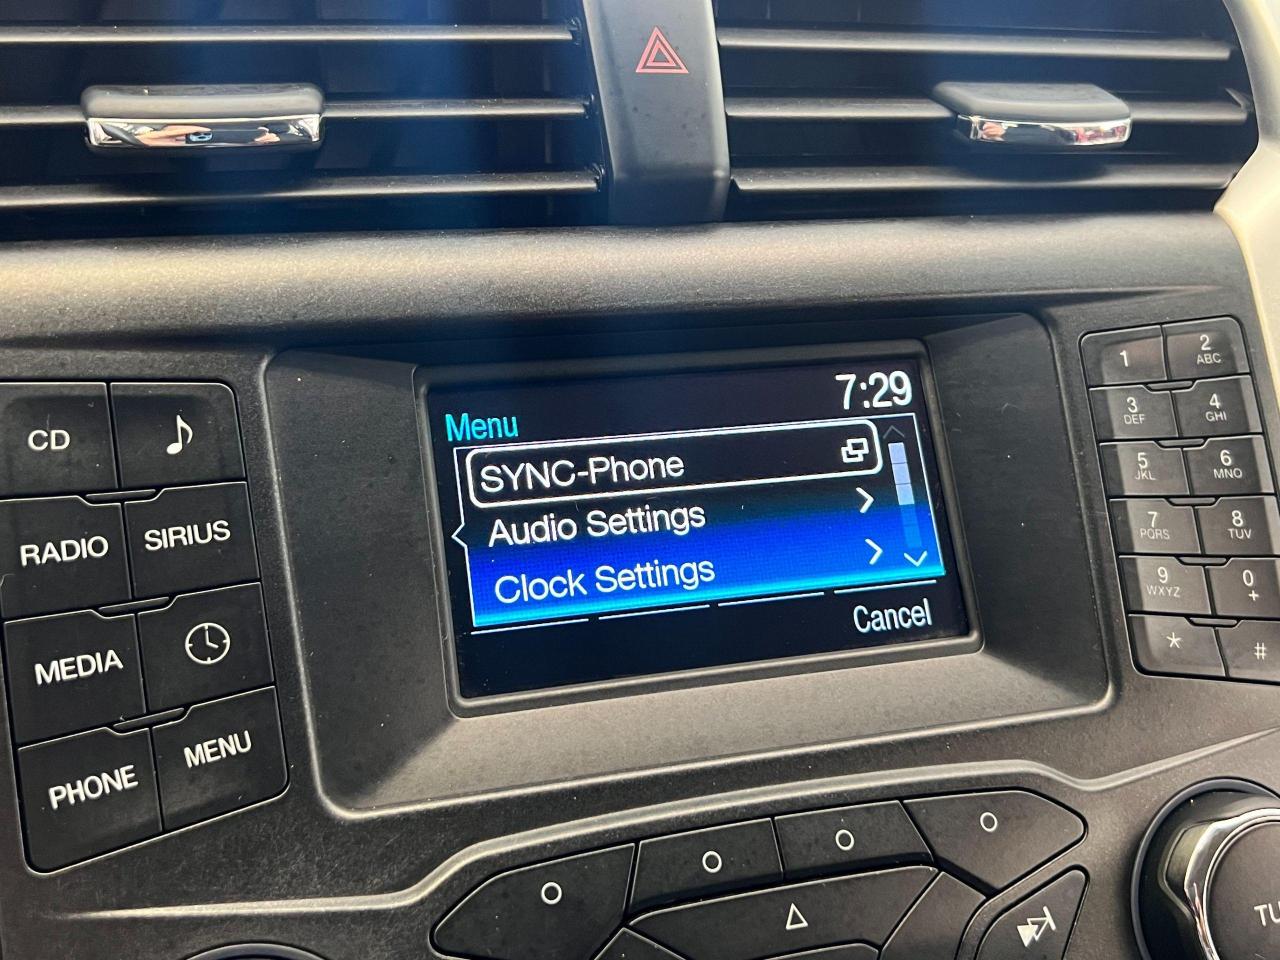 7:29
Menu
SYNC-Phone
Audio Settings
Clock Settings
Cancel
CD
RADIO
SIRIUS
MEDIA
PHONE
MENU
1
2
ABC
3
DEF
4
GHI
5
JKL
6
MNO
7
PQRS
8
TUV
9
WXYZ
0
+
*
#
TU